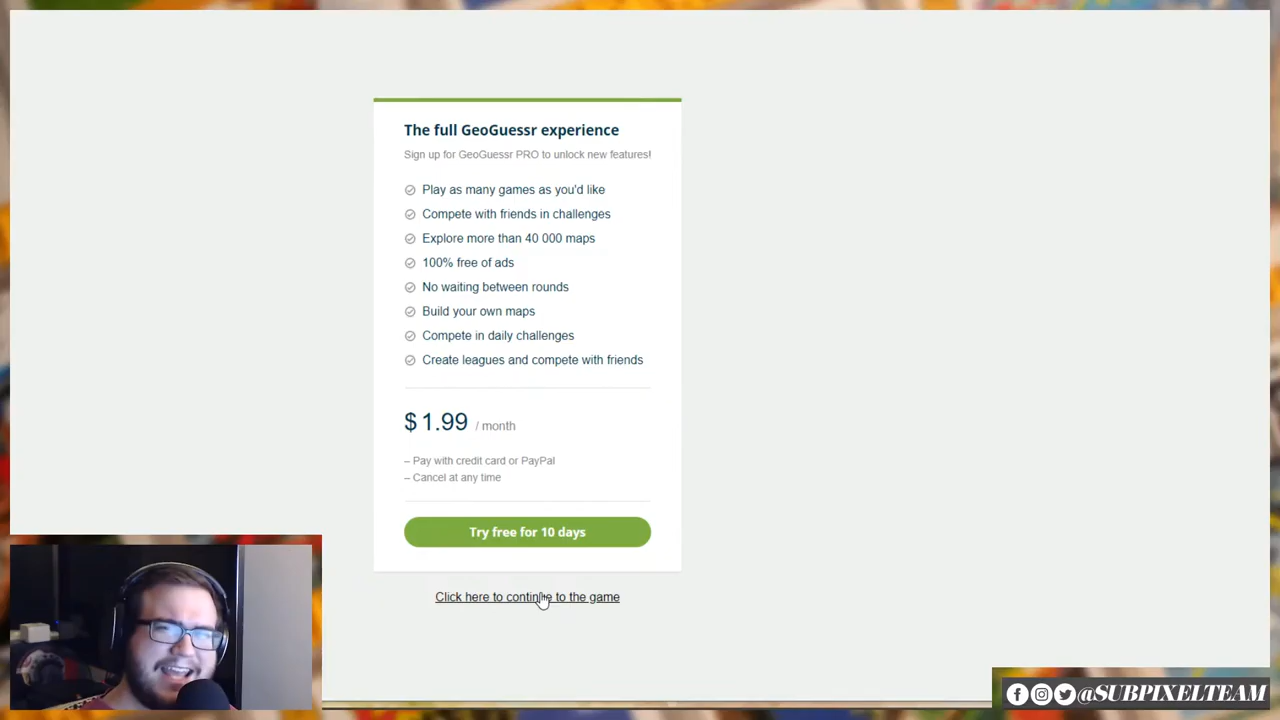 The full GeoGuessr experience
Sign up for GeoGuessr PRO to unlock new features!
Play as many games as you'd like
Compete with friends in challenges
Explore more than 40 000 maps
100% free of ads
No waiting between rounds
Build your own maps
Compete in daily challenges
Create leagues and compete with friends
$ 1.99 / month
– Pay with credit card or PayPal
– Cancel at any time
Try free for 10 days
Click here to continue to the game
@SUBPIXELTEAM